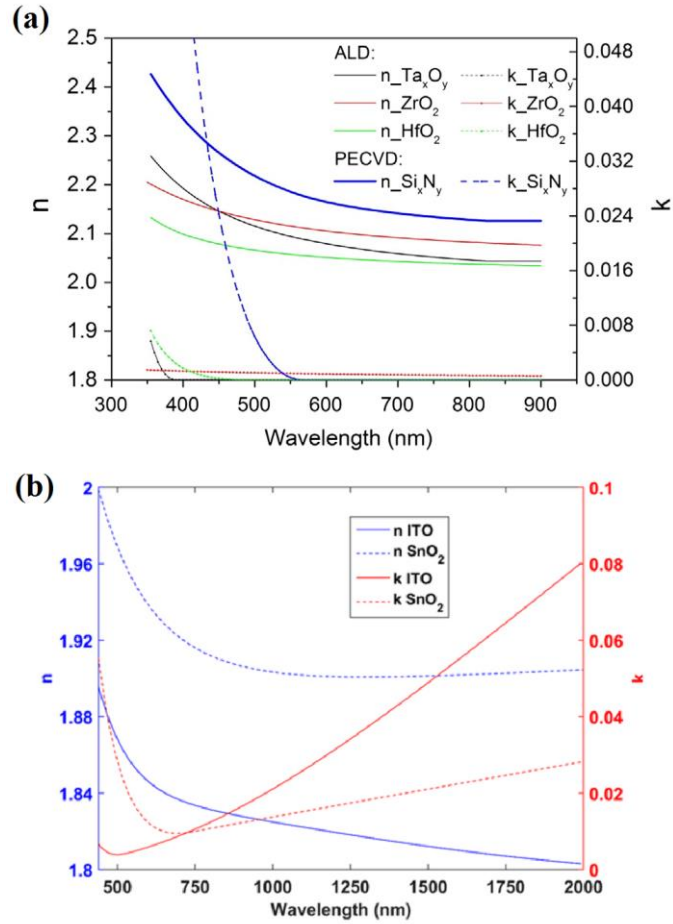 (a)
2.5
2.4
2.3
2.2
2.1
2.0
1.9
1.8
n
0.048
0.040
0.032
0.024
0.016
0.008
0.000
k
ALD:
n_TaxOy k_TaxOy
n_ZrO2 k_ZrO2
n_HfO2 k_HfO2
PECVD:
n_SixNy k_SixNy
300 400 500 600 700 800 900
Wavelength (nm)
(b)
2
1.96
1.92
1.88
1.84
1.8
n
0.1
0.08
0.06
0.04
0.02
0
k
n ITO
n SnO2
k ITO
k SnO2
500 750 1000 1250 1500 1750 2000
Wavelength (nm)